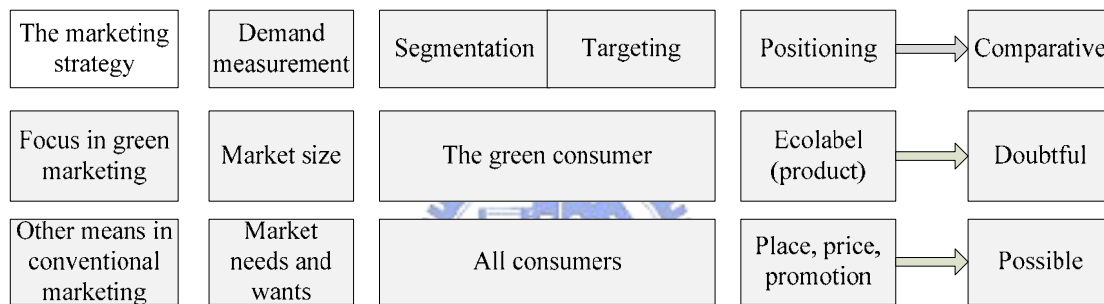 The marketing
strategy
Demand
measurement
Segmentation
Targeting
Positioning
Comparative
Focus in green
marketing
Market size
The green consumer
Ecolabel
(product)
Doubtful
Other means in
conventional
marketing
Market
needs and
wants
All consumers
Place, price,
promotion
Possible